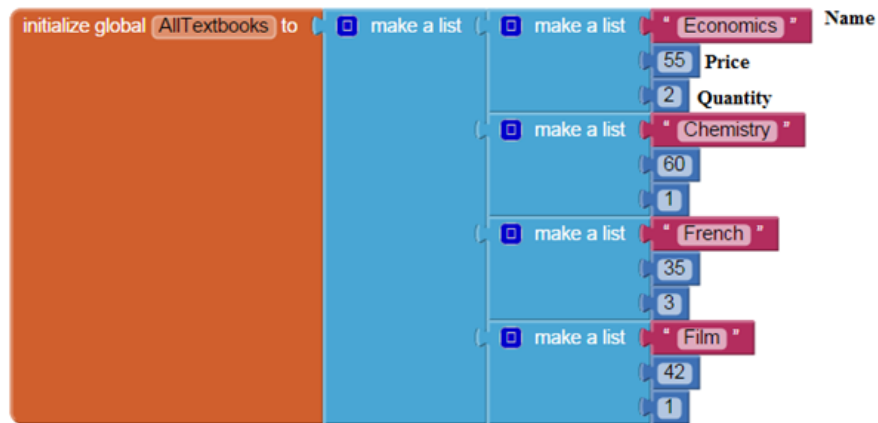 initialize global AllTextbooks to make a list make a list " Economics " Name
55 Price
2 Quantity
make a list " Chemistry "
60
1
make a list " French "
35
3
make a list " Film "
42
1